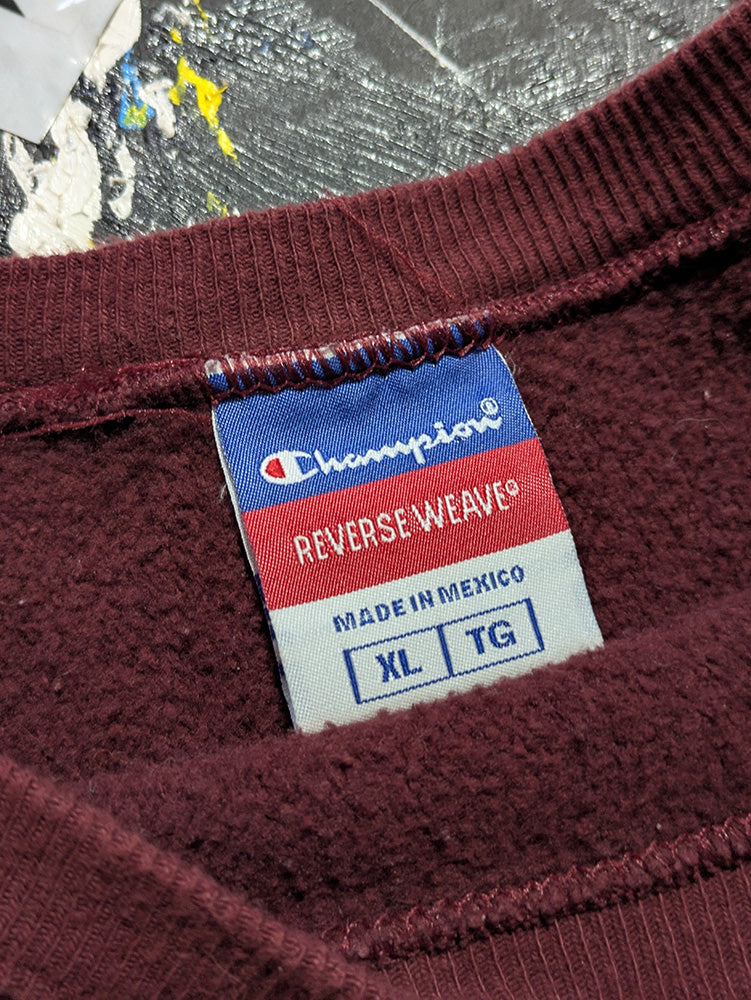 Champion®
REVERSE WEAVE®
MADE IN MEXICO
XL TG